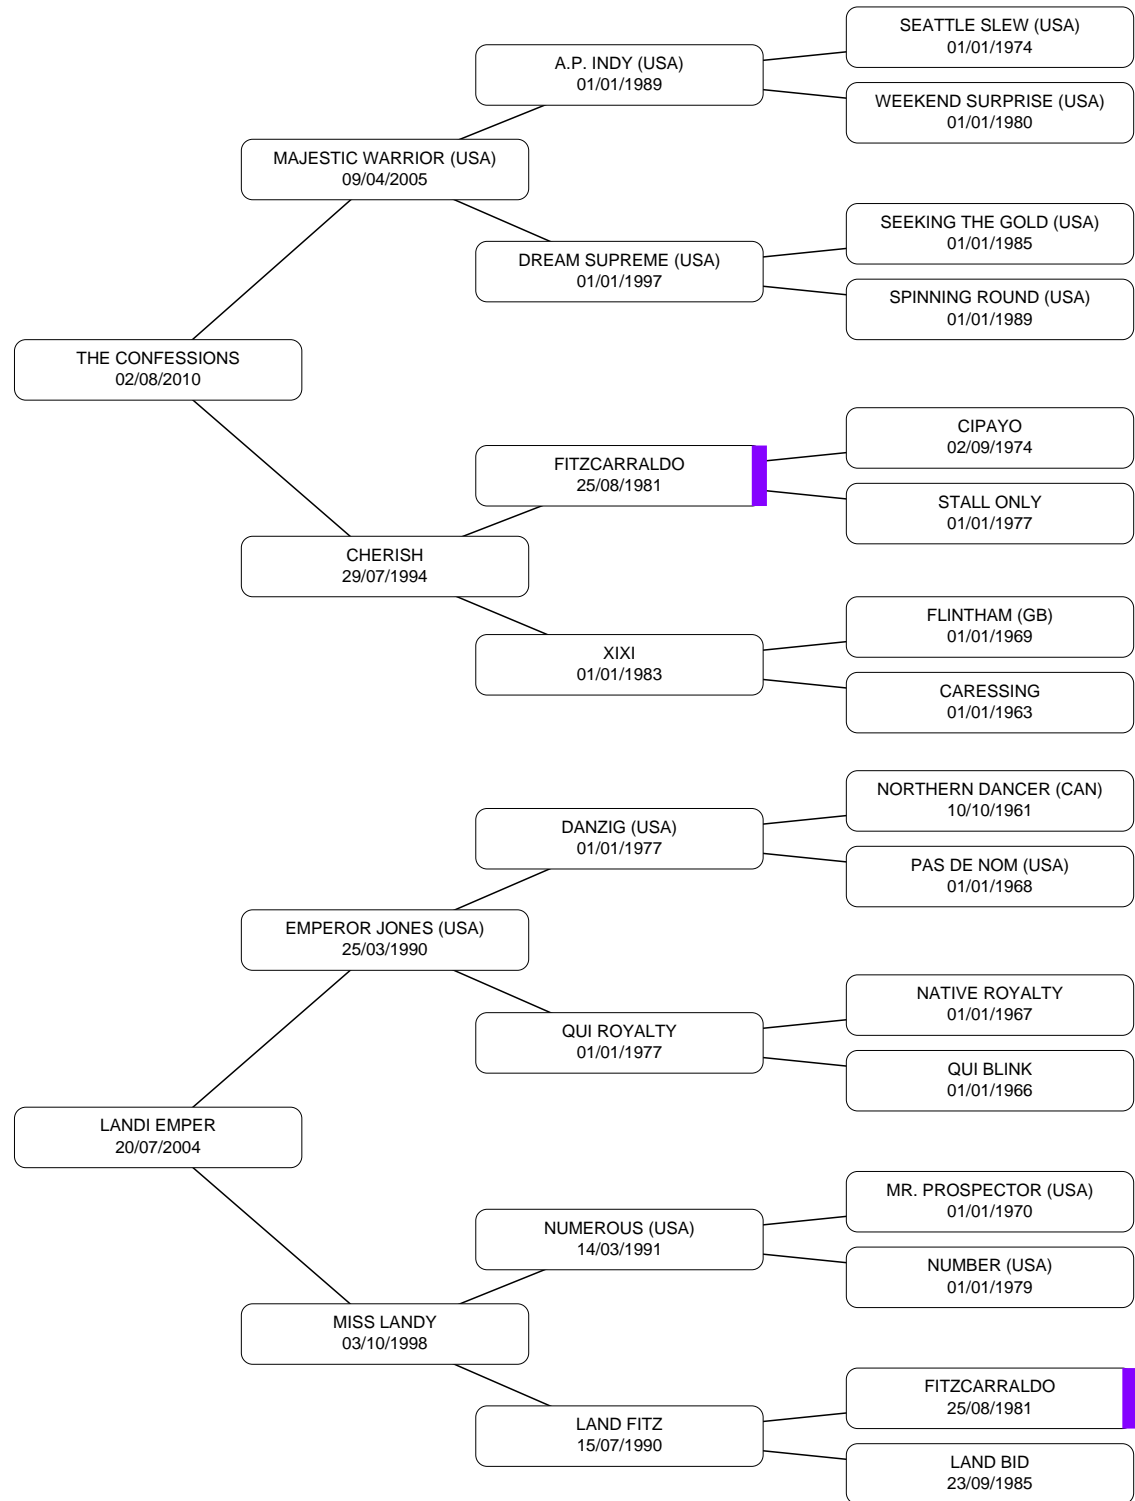 SEATTLE SLEW (USA)
01/01/1974
A.P. INDY (USA)
01/01/1989
WEEKEND SURPRISE (USA)
01/01/1980
MAJESTIC WARRIOR (USA)
09/04/2005
SEEKING THE GOLD (USA)
01/01/1985
DREAM SUPREME (USA)
01/01/1997
SPINNING ROUND (USA)
01/01/1989
THE CONFESSIONS
02/08/2010
CIPAYO
02/09/1974
FITZCARRALDO
25/08/1981
STALL ONLY
01/01/1977
CHERISH
29/07/1994
FLINTHAM (GB)
01/01/1969
XIXI
01/01/1983
CARESSING
01/01/1963
NORTHERN DANCER (CAN)
10/10/1961
DANZIG (USA)
01/01/1977
PAS DE NOM (USA)
01/01/1968
EMPEROR JONES (USA)
25/03/1990
NATIVE ROYALTY
01/01/1967
QUI ROYALTY
01/01/1977
QUI BLINK
01/01/1966
LANDI EMPER
20/07/2004
MR. PROSPECTOR (USA)
01/01/1970
NUMEROUS (USA)
14/03/1991
NUMBER (USA)
01/01/1979
MISS LANDY
03/10/1998
FITZCARRALDO
25/08/1981
LAND FITZ
15/07/1990
LAND BID
23/09/1985